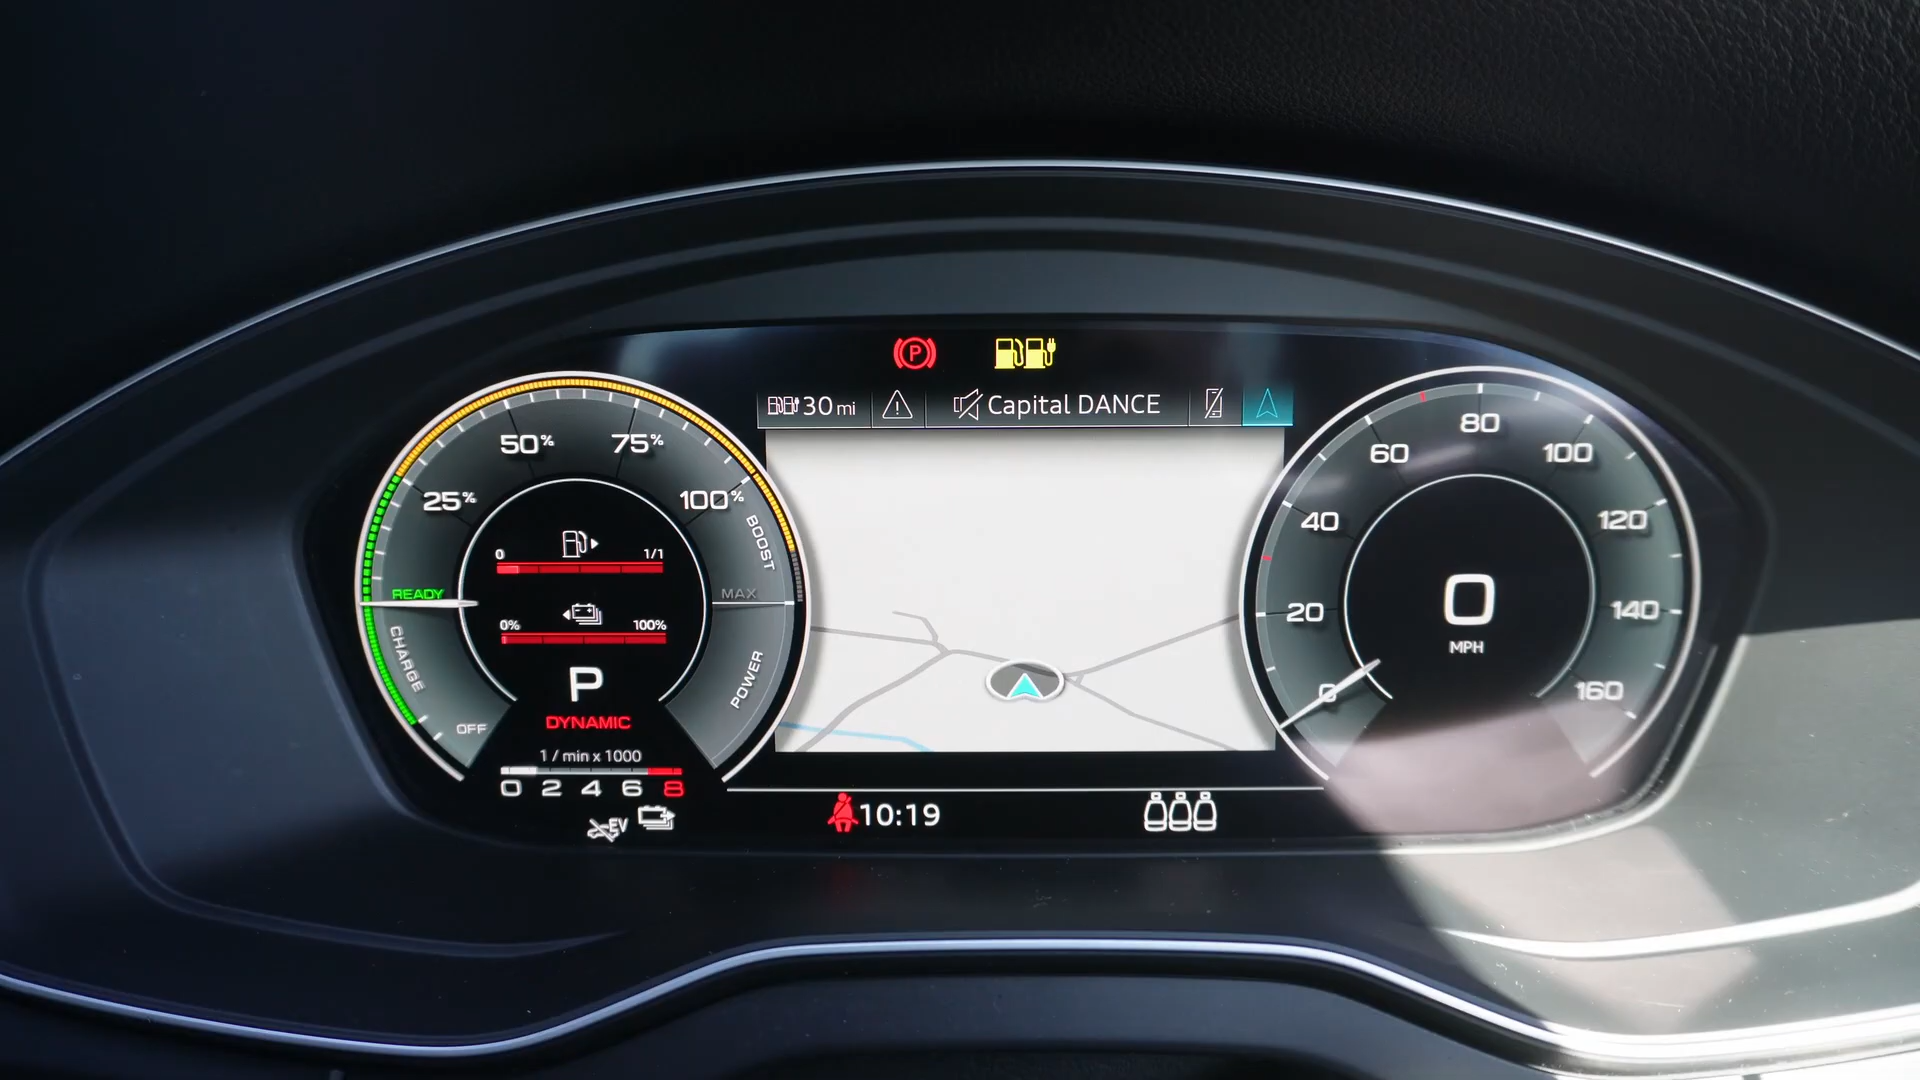 P
30 mi
Capital DANCE
25%
50%
75%
100%
BOOST
MAX
POWER
READY
CHARGE
OFF
0
1/1
0%
100%
P
DYNAMIC
1 / min x 1000
0 2 4 6 8
EV
10:19
0
20
40
60
80
100
120
140
160
0
MPH